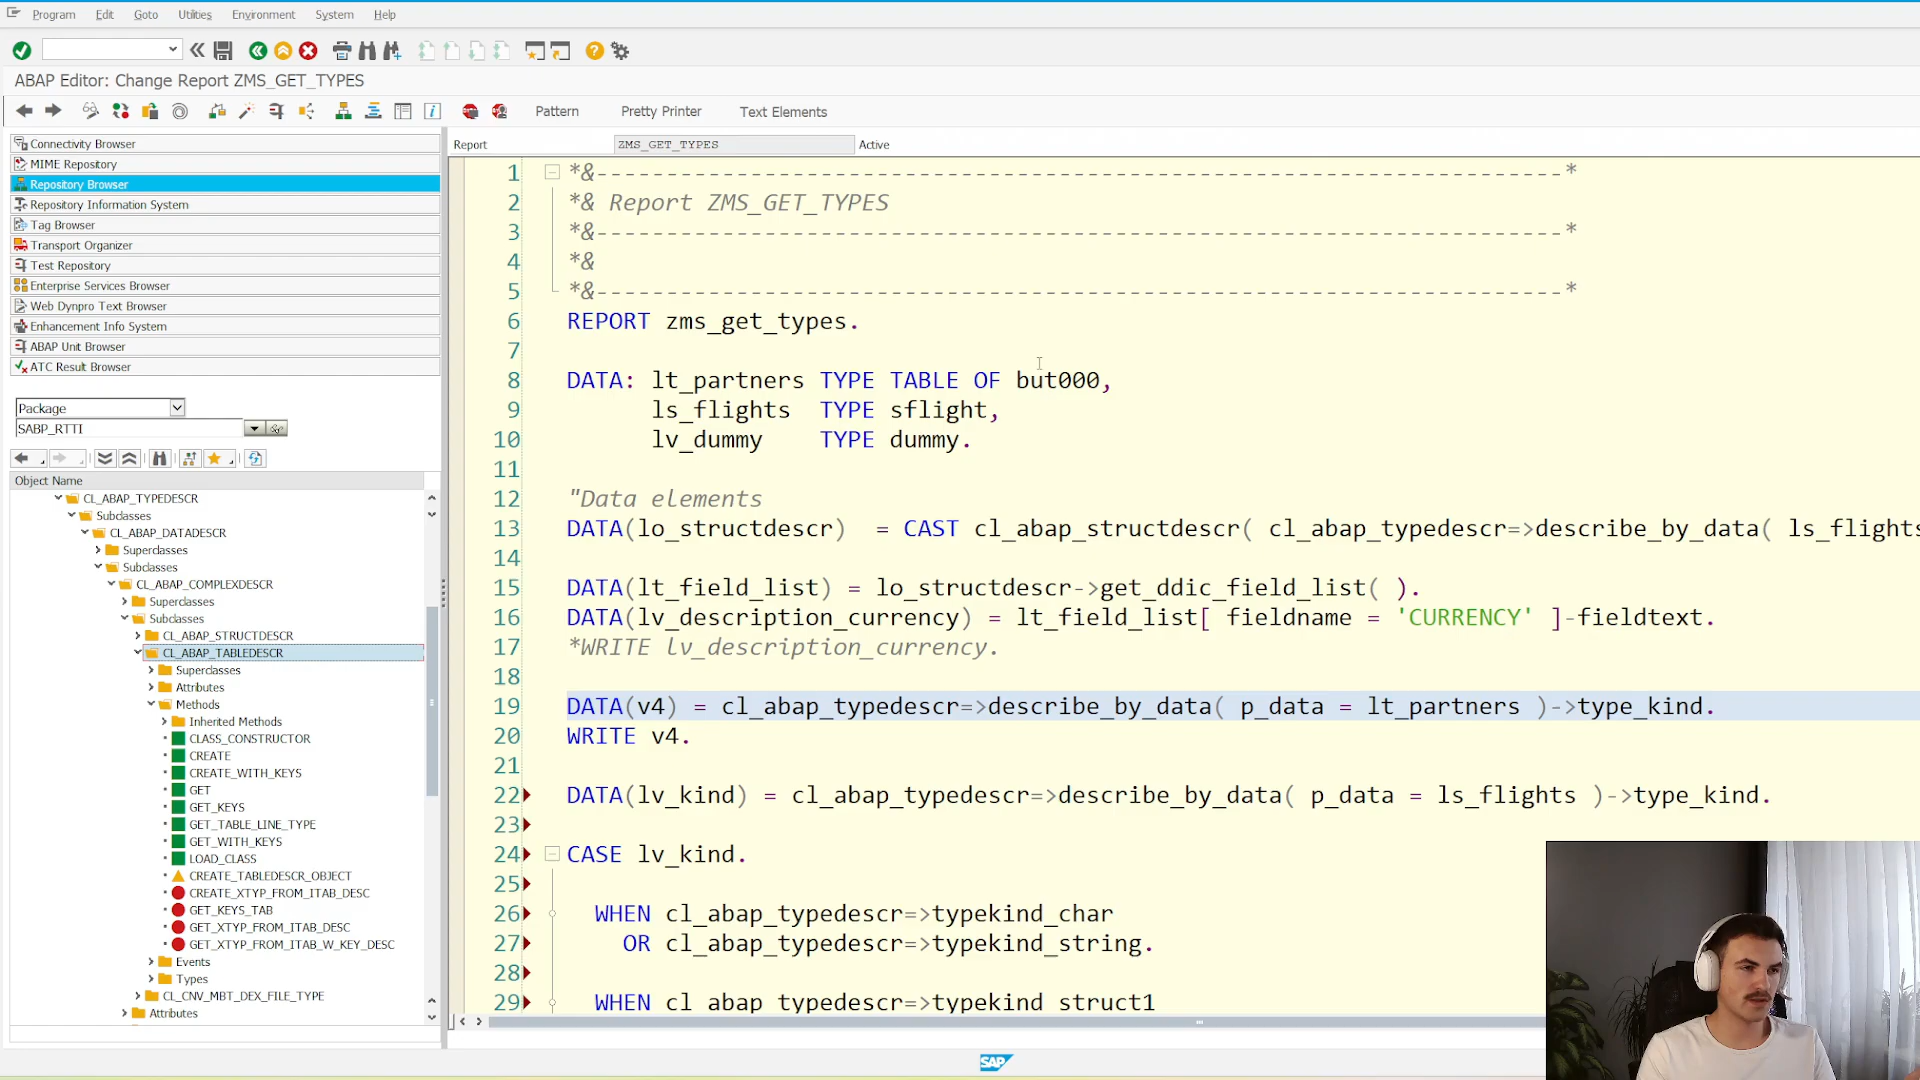 Program Edit Goto Utilities Environment System Help
ABAP Editor: Change Report ZMS_GET_TYPES
Pattern Pretty Printer Text Elements
Connectivity Browser
MIME Repository
Repository Browser
Repository Information System
Tag Browser
Transport Organizer
Test Repository
Enterprise Services Browser
Web Dynpro Text Browser
Enhancement Info System
ABAP Unit Browser
ATC Result Browser
Package
SABP_RTTI
Object Name
CL_ABAP_TYPEDESCR
Subclasses
CL_ABAP_DATADESCR
Superclasses
Subclasses
CL_ABAP_COMPLEXDESCR
Superclasses
Subclasses
CL_ABAP_STRUCTDESCR
CL_ABAP_TABLEDESCR
Superclasses
Attributes
Methods
Inherited Methods
CLASS_CONSTRUCTOR
CREATE
CREATE_WITH_KEYS
GET
GET_KEYS
GET_TABLE_LINE_TYPE
GET_WITH_KEYS
LOAD_CLASS
CREATE_TABLEDESCR_OBJECT
CREATE_XTYP_FROM_ITAB_DESC
GET_KEYS_TAB
GET_XTYP_FROM_ITAB_DESC
GET_XTYP_FROM_ITAB_W_KEY_DESC
Events
Types
CL_CNV_MBT_DEX_FILE_TYPE
Attributes
Report ZMS_GET_TYPES Active
1 *&---------------------------------------------------------------------*
2 *& Report ZMS_GET_TYPES
3 *&---------------------------------------------------------------------*
4 *&
5 *&---------------------------------------------------------------------*
6 REPORT zms_get_types.
7
8 DATA: lt_partners TYPE TABLE OF but000,
9 ls_flights TYPE sflight,
10 lv_dummy TYPE dummy.
11
12 "Data elements
13 DATA(lo_structdescr) = CAST cl_abap_structdescr( cl_abap_typedescr=>describe_by_data( ls_flights
14
15 DATA(lt_field_list) = lo_structdescr->get_ddic_field_list( ).
16 DATA(lv_description_currency) = lt_field_list[ fieldname = 'CURRENCY' ]-fieldtext.
17 *WRITE lv_description_currency.
18
19 DATA(v4) = cl_abap_typedescr=>describe_by_data( p_data = lt_partners )->type_kind.
20 WRITE v4.
21
22 DATA(lv_kind) = cl_abap_typedescr=>describe_by_data( p_data = ls_flights )->type_kind.
23
24 CASE lv_kind.
25
26 WHEN cl_abap_typedescr=>typekind_char
27 OR cl_abap_typedescr=>typekind_string.
28
29 WHEN cl_abap_typedescr=>typekind_struct1
SAP